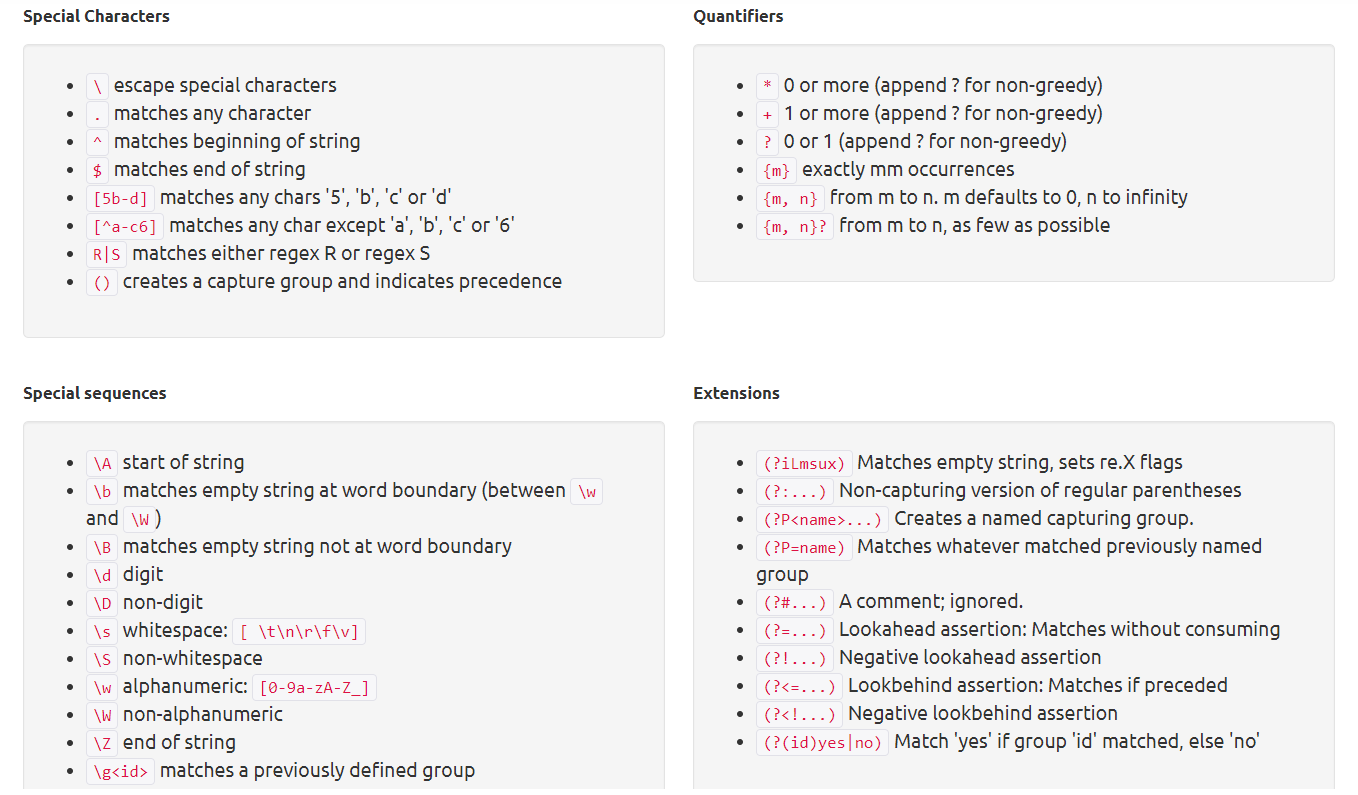 Special Characters
\ escape special characters
. matches any character
^ matches beginning of string
$ matches end of string
[5b-d] matches any chars '5', 'b', 'c' or 'd'
[^a-c6] matches any char except 'a', 'b', 'c' or '6'
R|S matches either regex R or regex S
() creates a capture group and indicates precedence
Quantifiers
* 0 or more (append ? for non-greedy)
+ 1 or more (append ? for non-greedy)
? 0 or 1 (append ? for non-greedy)
{m} exactly mm occurrences
{m, n} from m to n. m defaults to 0, n to infinity
{m, n}? from m to n, as few as possible
Special sequences
\A start of string
\b matches empty string at word boundary (between \w
and \W )
\B matches empty string not at word boundary
\d digit
\D non-digit
\s whitespace: [ \t\n\r\f\v]
\S non-whitespace
\w alphanumeric: [0-9a-zA-Z_]
\W non-alphanumeric
\Z end of string
\g<id> matches a previously defined group
Extensions
(?iLmsux) Matches empty string, sets re.X flags
(?:...) Non-capturing version of regular parentheses
(?P<name>...) Creates a named capturing group.
(?P=name) Matches whatever matched previously named
group
(?#...) A comment; ignored.
(?=...) Lookahead assertion: Matches without consuming
(?!...) Negative lookahead assertion
(?<=...) Lookbehind assertion: Matches if preceded
(?<!...) Negative lookbehind assertion
(?(id)yes|no) Match 'yes' if group 'id' matched, else 'no'